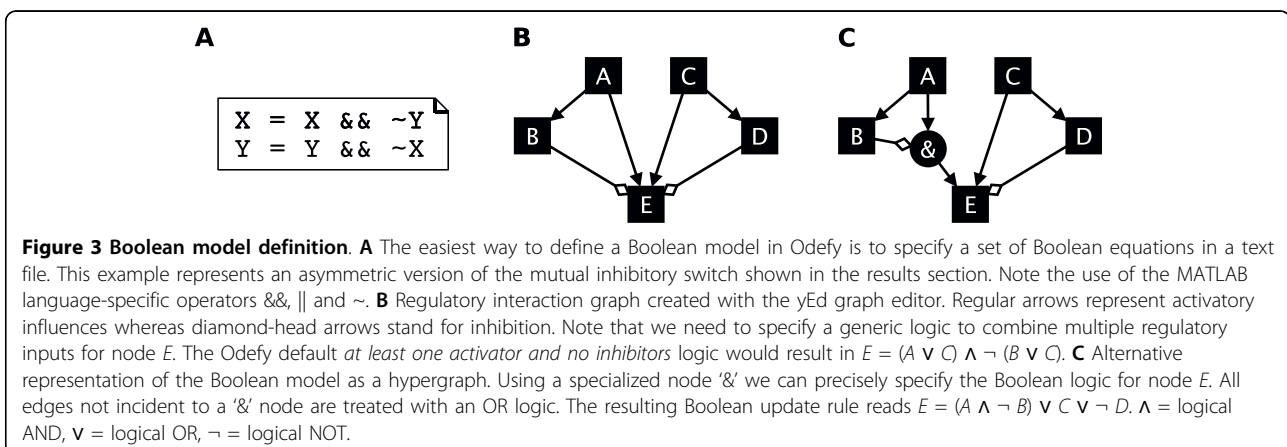 A
B
C
X = X && ~Y
Y = Y && ~X
A
C
B
D
E
A
C
B
&
D
E
Figure 3 Boolean model definition. A The easiest way to define a Boolean model in Odefy is to specify a set of Boolean equations in a text
file. This example represents an asymmetric version of the mutual inhibitory switch shown in the results section. Note the use of the MATLAB
language-specific operators &&, || and ~. B Regulatory interaction graph created with the yEd graph editor. Regular arrows represent activatory
influences whereas diamond-head arrows stand for inhibition. Note that we need to specify a generic logic to combine multiple regulatory
inputs for node E. The Odefy default at least one activator and no inhibitors logic would result in E = (A ∨ C) ∧ ¬ (B ∨ C). C Alternative
representation of the Boolean model as a hypergraph. Using a specialized node ‘&’ we can precisely specify the Boolean logic for node E. All
edges not incident to a ‘&’ node are treated with an OR logic. The resulting Boolean update rule reads E = (A ∧ ¬ B) ∨ C ∨ ¬ D. ∧ = logical
AND, ∨ = logical OR, ¬ = logical NOT.